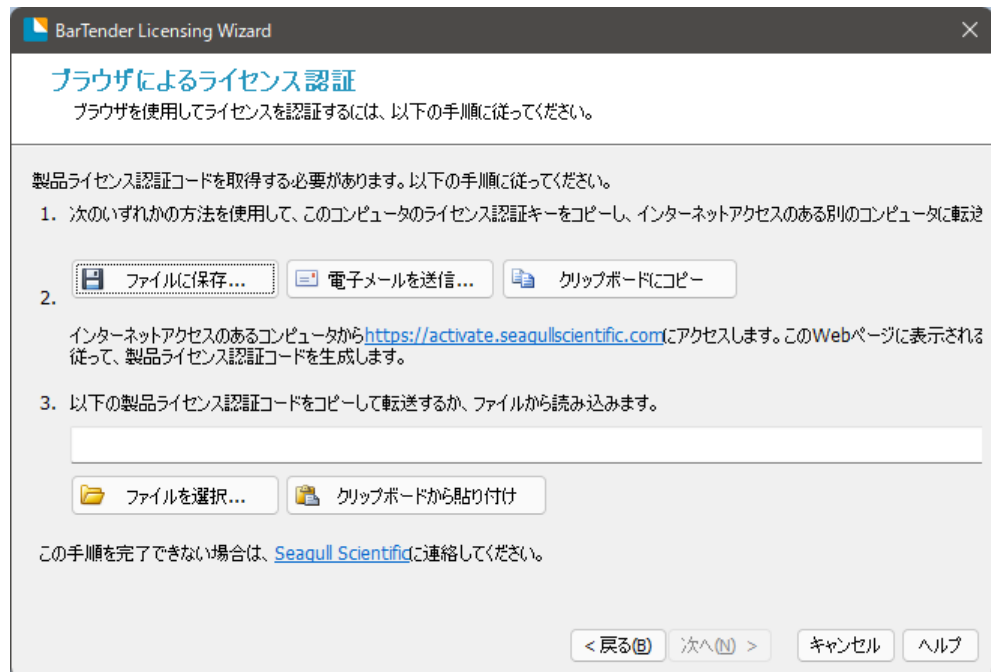 BarTender Licensing Wizard
ブラウザによるライセンス認証
ブラウザを使用してライセンスを認証するには、以下の手順に従ってください。
製品ライセンス認証コードを取得する必要があります。以下の手順に従ってください。
1. 次のいずれかの方法を使用して、このコンピュータのライセンス認証キーをコピーし、インターネットアクセスのある別のコンピュータに転送
ファイルに保存... 電子メールを送信... クリップボードにコピー
2.
インターネットアクセスのあるコンピュータからhttps://activate.seagullscientific.comにアクセスします。このWebページに表示される
従って、製品ライセンス認証コードを生成します。
3. 以下の製品ライセンス認証コードをコピーして転送するか、ファイルから読み込みます。
ファイルを選択... クリップボードから貼り付け
この手順を完了できない場合は、Seagull Scientificに連絡してください。
< 戻る(B) 次へ(N) > キャンセル ヘルプ